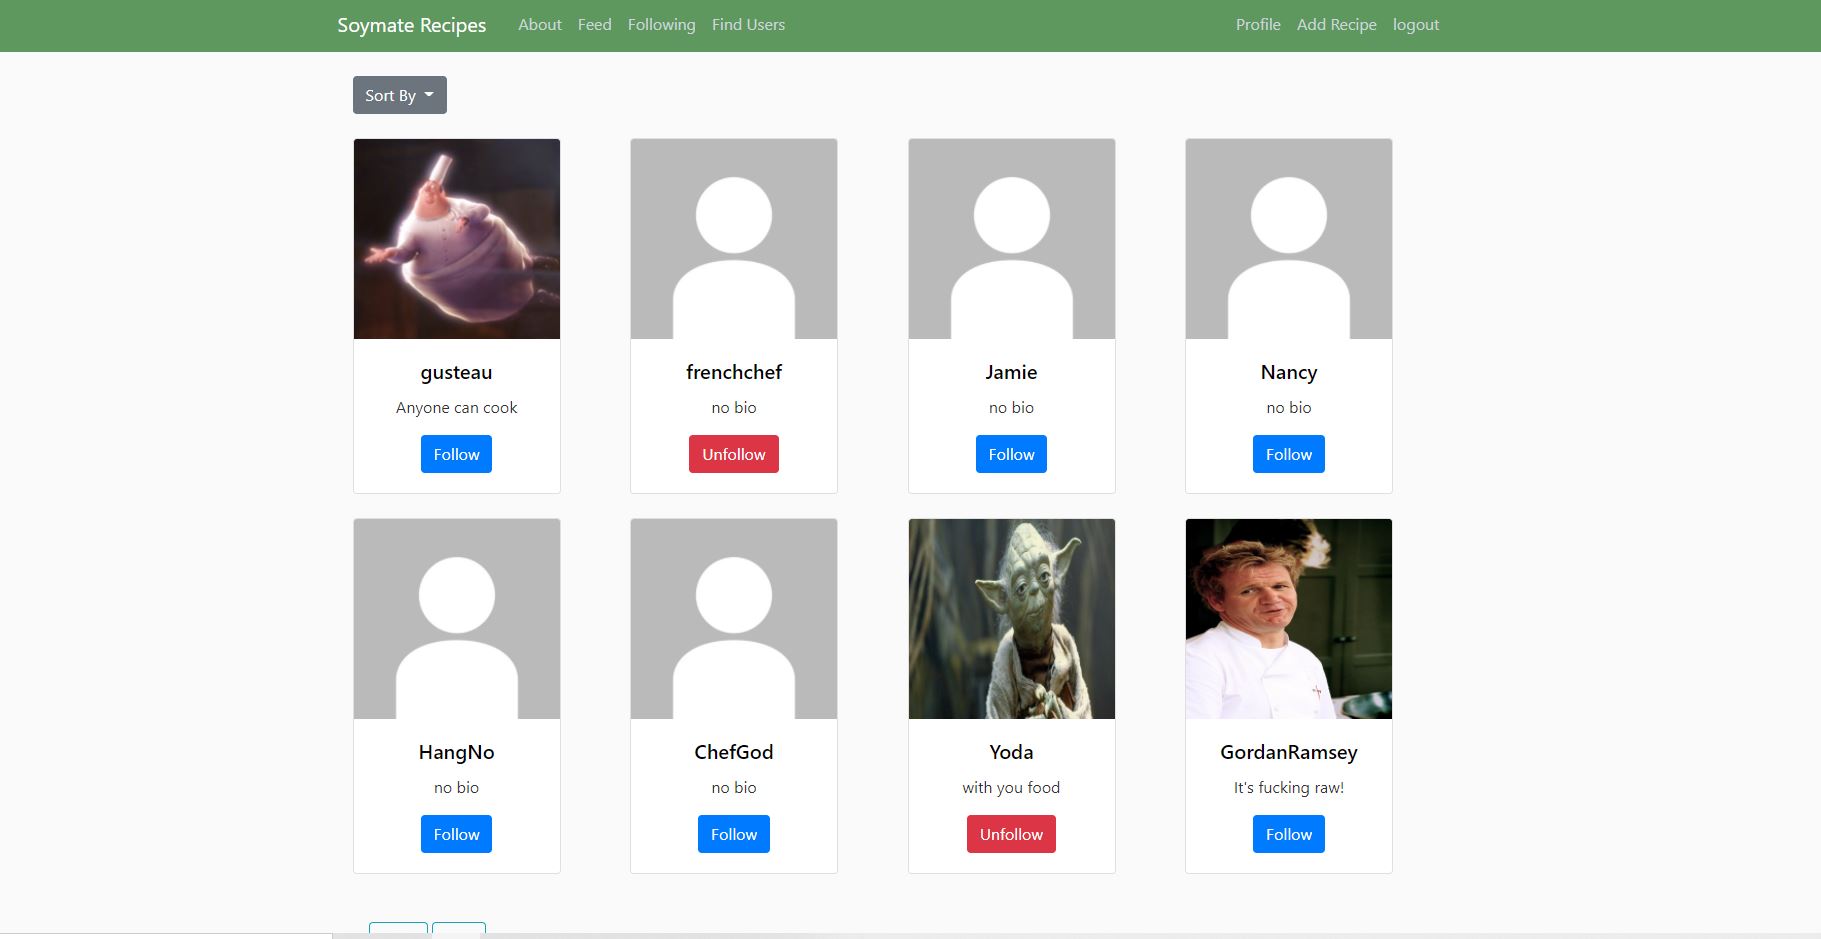 Soymate Recipes About Feed Following Find Users Profile Add Recipe logout
Sort By
gusteau frenchchef Jamie Nancy
Anyone can cook no bio no bio no bio
Follow Unfollow Follow Follow
HangNo ChefGod Yoda GordanRamsey
no bio no bio with you food It's fucking raw!
Follow Follow Unfollow Follow